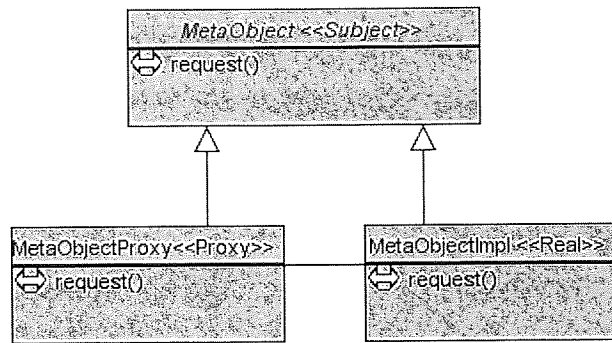 MetaObject <<Subject>>
request()
MetaObjectProxy<<Proxy>>
request()
MetaObjectImpl <<Real>>
request()